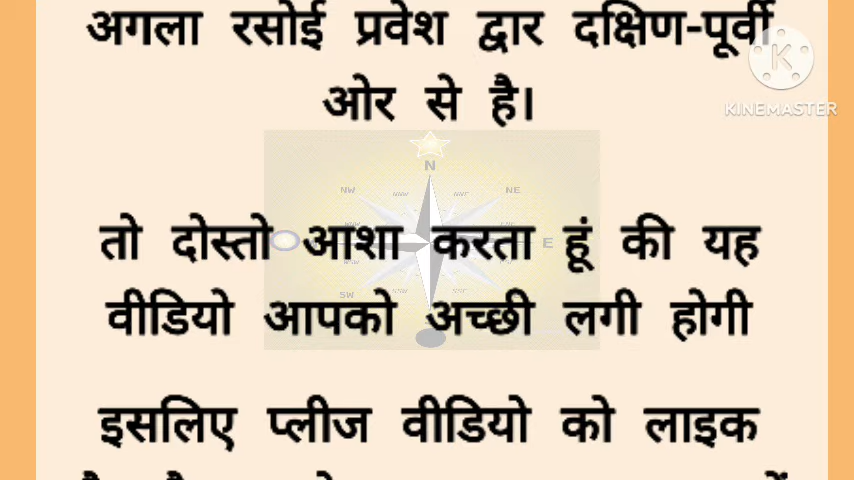 अगला रसोई प्रवेश द्वार दक्षिण-पूर्वी
ओर से है।
KINEMASTER
N
NW
NE
तो दोस्तो आशा करता हूं की यह
E
SW
वीडियो आपको अच्छी लगी होगी
इसलिए प्लीज वीडियो को लाइक